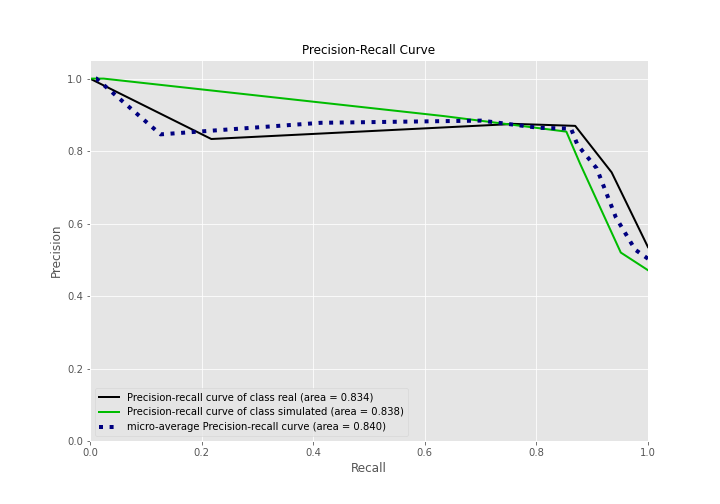 Precision-Recall Curve
1.0
0.8
0.6
0.4
0.2
0.0
Precision
Precision-recall curve of class real (area = 0.834)
Precision-recall curve of class simulated (area = 0.838)
micro-average Precision-recall curve (area = 0.840)
0.0 0.2 0.4 0.6 0.8 1.0
Recall